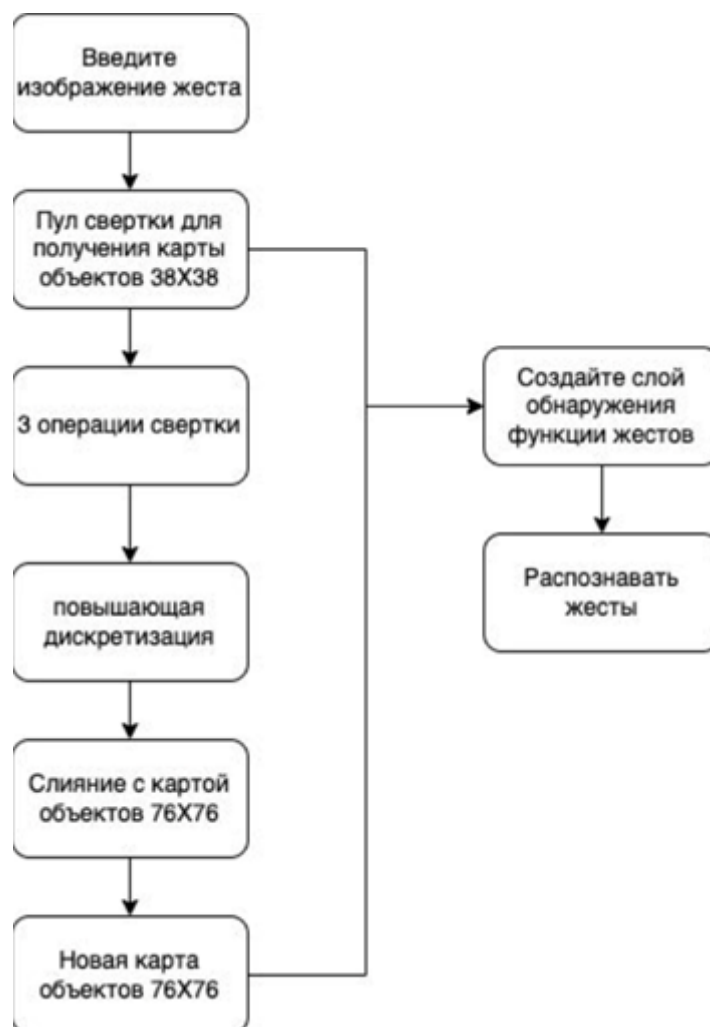 Введите
изображение жеста
Пул свертки для
получения карты
объектов 38X38
3 операции свертки
повышающая
дискретизация
Слияние с картой
объектов 76X76
Новая карта
объектов 76X76
Создайте слой
обнаружения
функции жестов
Распознавать
жесты